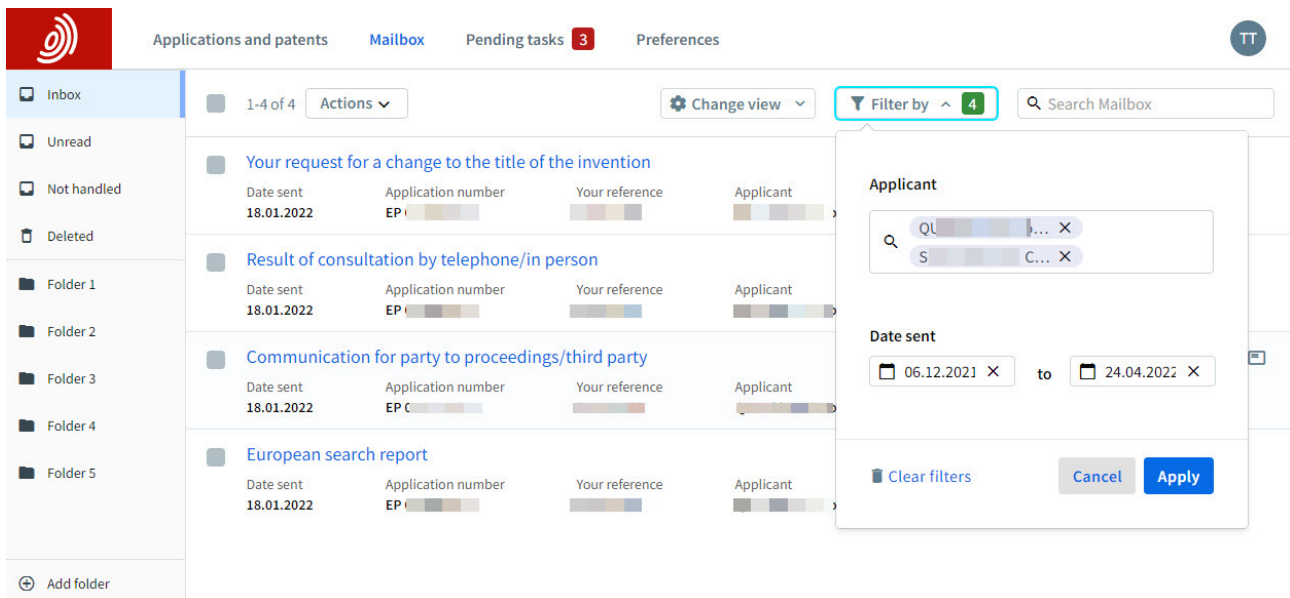 Applications and patents Mailbox Pending tasks 3 Preferences TT
Inbox
Unread
Not handled
Deleted
Folder 1
Folder 2
Folder 3
Folder 4
Folder 5
Add folder
1-4 of 4 Actions Change view Filter by 4 Search Mailbox
Your request for a change to the title of the invention
Date sent Application number Your reference Applicant
18.01.2022 EP
Result of consultation by telephone/in person
Date sent Application number Your reference Applicant
18.01.2022 EP
Communication for party to proceedings/third party
Date sent Application number Your reference Applicant
18.01.2022 EP
European search report
Date sent Application number Your reference Applicant
18.01.2022 EP
Applicant
QU ...
S C...
Date sent
06.12.2021 to 24.04.2022
Clear filters Cancel Apply